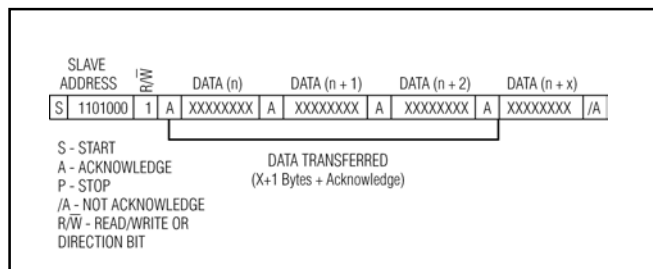 SLAVE
ADDRESS R/W̅ DATA (n) DATA (n + 1) DATA (n + 2) DATA (n + x)
S 1101000 1 A XXXXXXXX A XXXXXXXX A XXXXXXXX A XXXXXXXX /A
S - START
A - ACKNOWLEDGE
P - STOP
/A - NOT ACKNOWLEDGE
R/W̅ - READ/WRITE OR
DIRECTION BIT
DATA TRANSFERRED
(X+1 Bytes + Acknowledge)